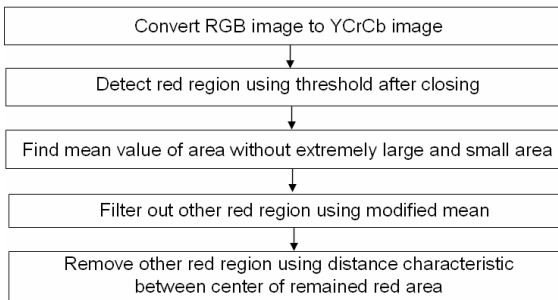 Convert RGB image to YCrCb image
Detect red region using threshold after closing
Find mean value of area without extremely large and small area
Filter out other red region using modified mean
Remove other red region using distance characteristic
between center of remained red area